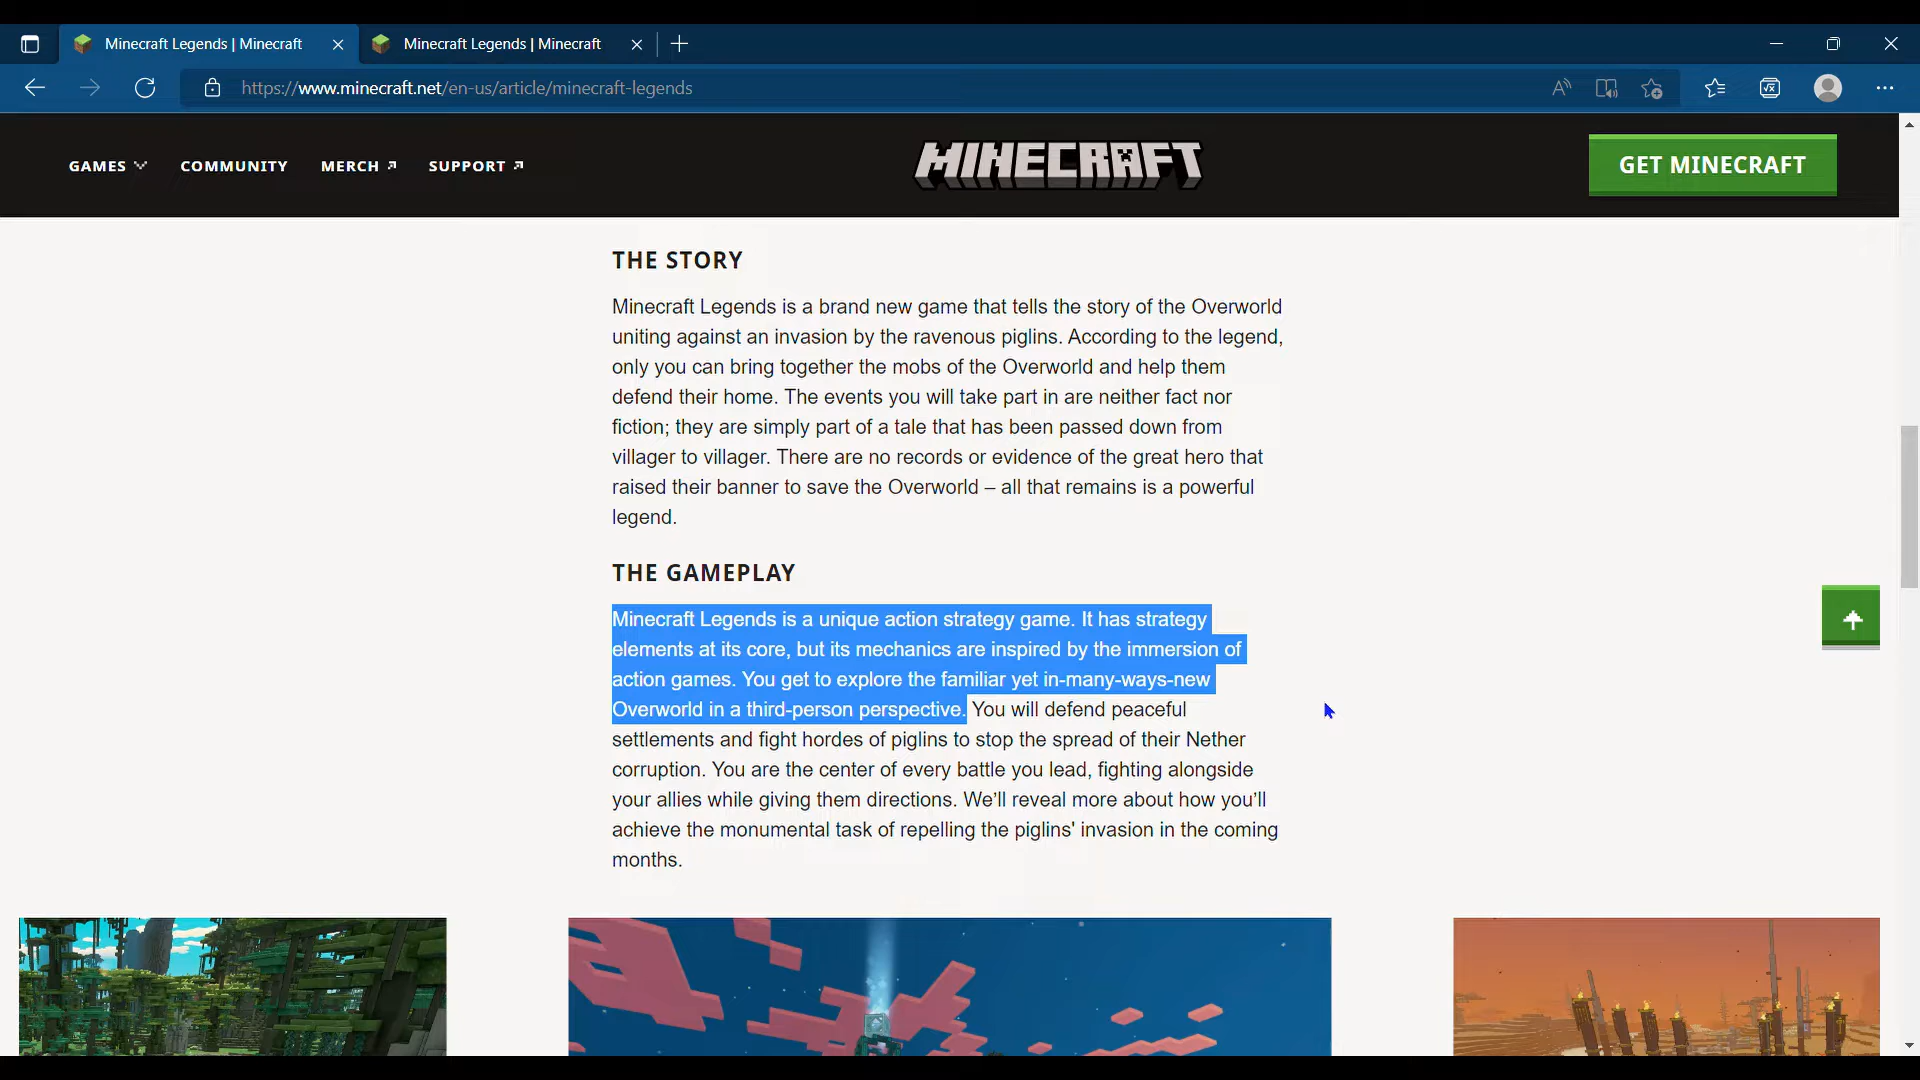 Minecraft Legends | Minecraft
Minecraft Legends | Minecraft
https://www.minecraft.net/en-us/article/minecraft-legends
GAMES
COMMUNITY
MERCH
SUPPORT
MINECRAFT
GET MINECRAFT
THE STORY
Minecraft Legends is a brand new game that tells the story of the Overworld
uniting against an invasion by the ravenous piglins. According to the legend,
only you can bring together the mobs of the Overworld and help them
defend their home. The events you will take part in are neither fact nor
fiction; they are simply part of a tale that has been passed down from
villager to villager. There are no records or evidence of the great hero that
raised their banner to save the Overworld – all that remains is a powerful
legend.
THE GAMEPLAY
Minecraft Legends is a unique action strategy game. It has strategy
elements at its core, but its mechanics are inspired by the immersion of
action games. You get to explore the familiar yet in-many-ways-new
Overworld in a third-person perspective. You will defend peaceful
settlements and fight hordes of piglins to stop the spread of their Nether
corruption. You are the center of every battle you lead, fighting alongside
your allies while giving them directions. We’ll reveal more about how you’ll
achieve the monumental task of repelling the piglins' invasion in the coming
months.